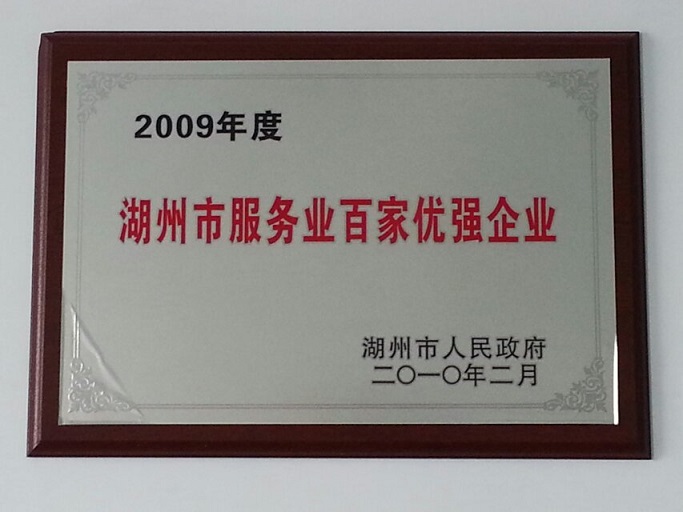 2009年度
湖州市服务业百家优强企业
湖州市人民政府
二〇一〇年二月